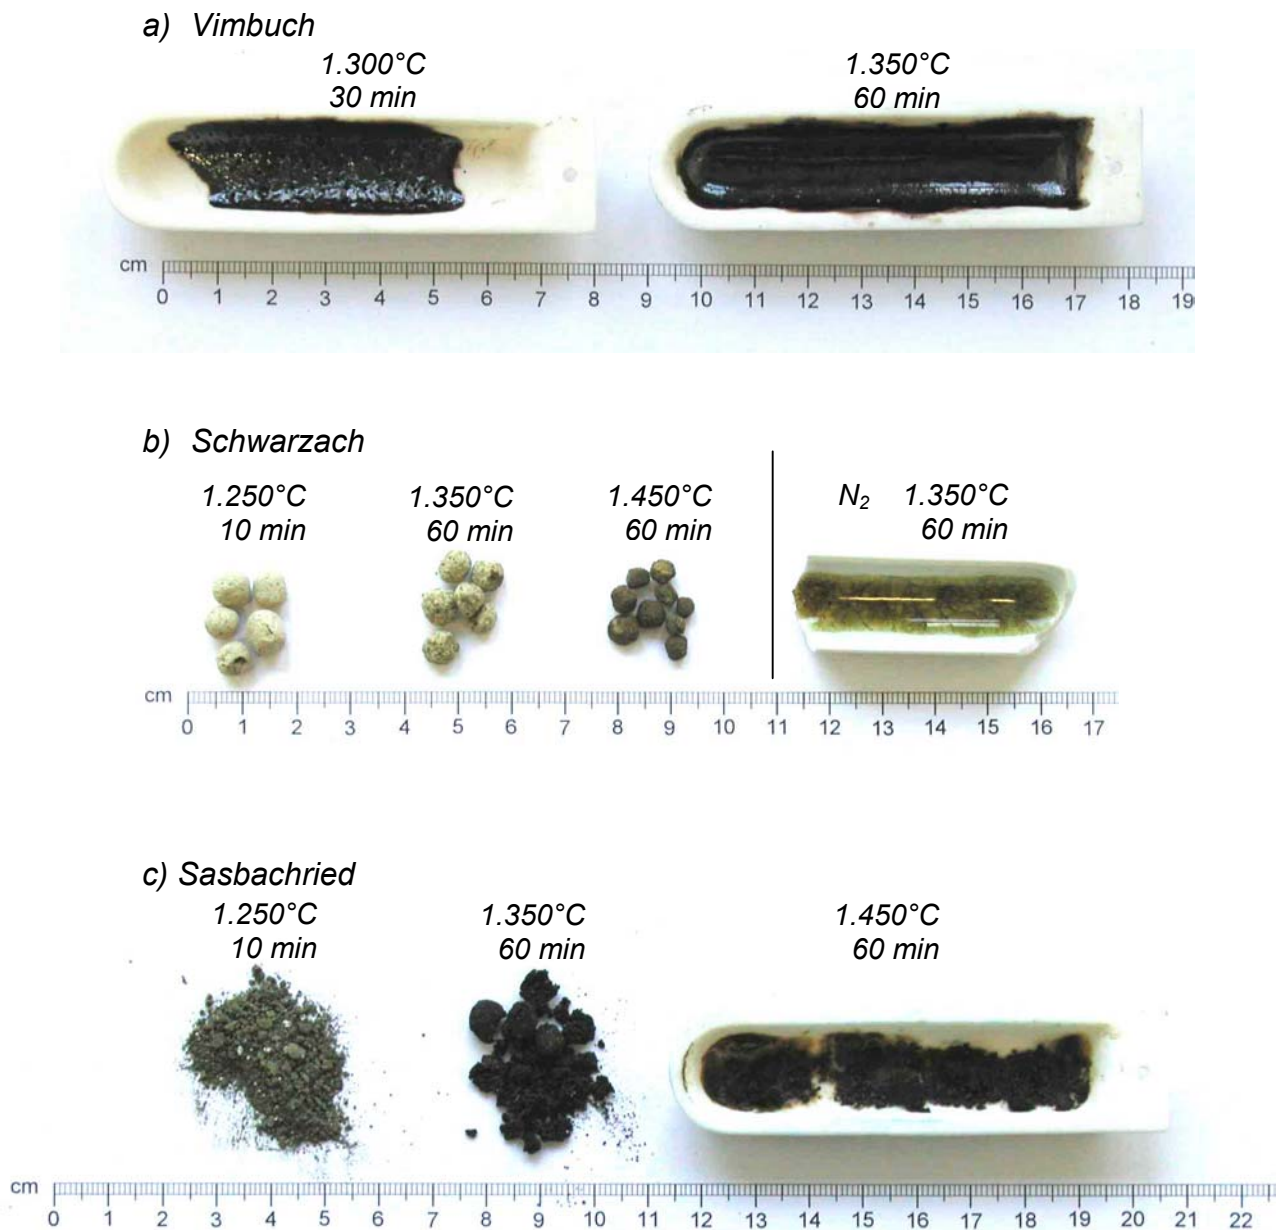 a) Vimbuch
1.300°C
30 min
1.350°C
60 min
cm
0 1 2 3 4 5 6 7 8 9 10 11 12 13 14 15 16 17 18 19
b) Schwarzach
1.250°C
10 min
1.350°C
60 min
1.450°C
60 min
N₂ 1.350°C
60 min
cm
0 1 2 3 4 5 6 7 8 9 10 11 12 13 14 15 16 17
c) Sasbachried
1.250°C
10 min
1.350°C
60 min
1.450°C
60 min
cm
0 1 2 3 4 5 6 7 8 9 10 11 12 13 14 15 16 17 18 19 20 21 22